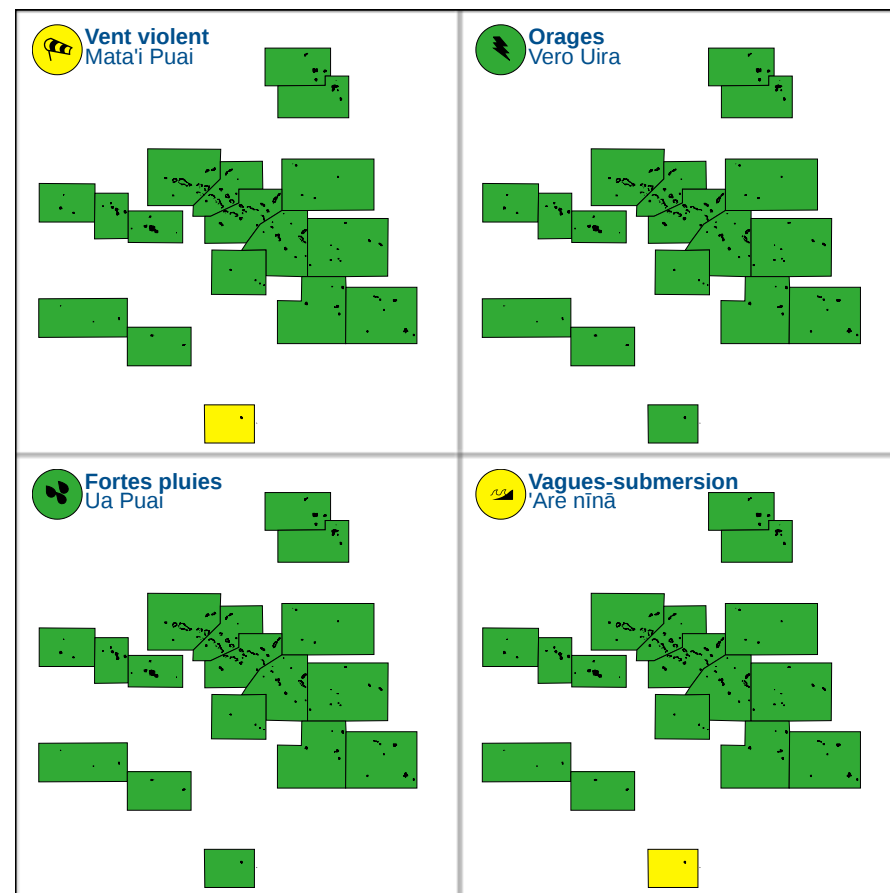 Vent violent
Mata'i Puai
Orages
Vero Uira
Fortes pluies
Ua Puai
Vagues-submersion
'Are nīnā